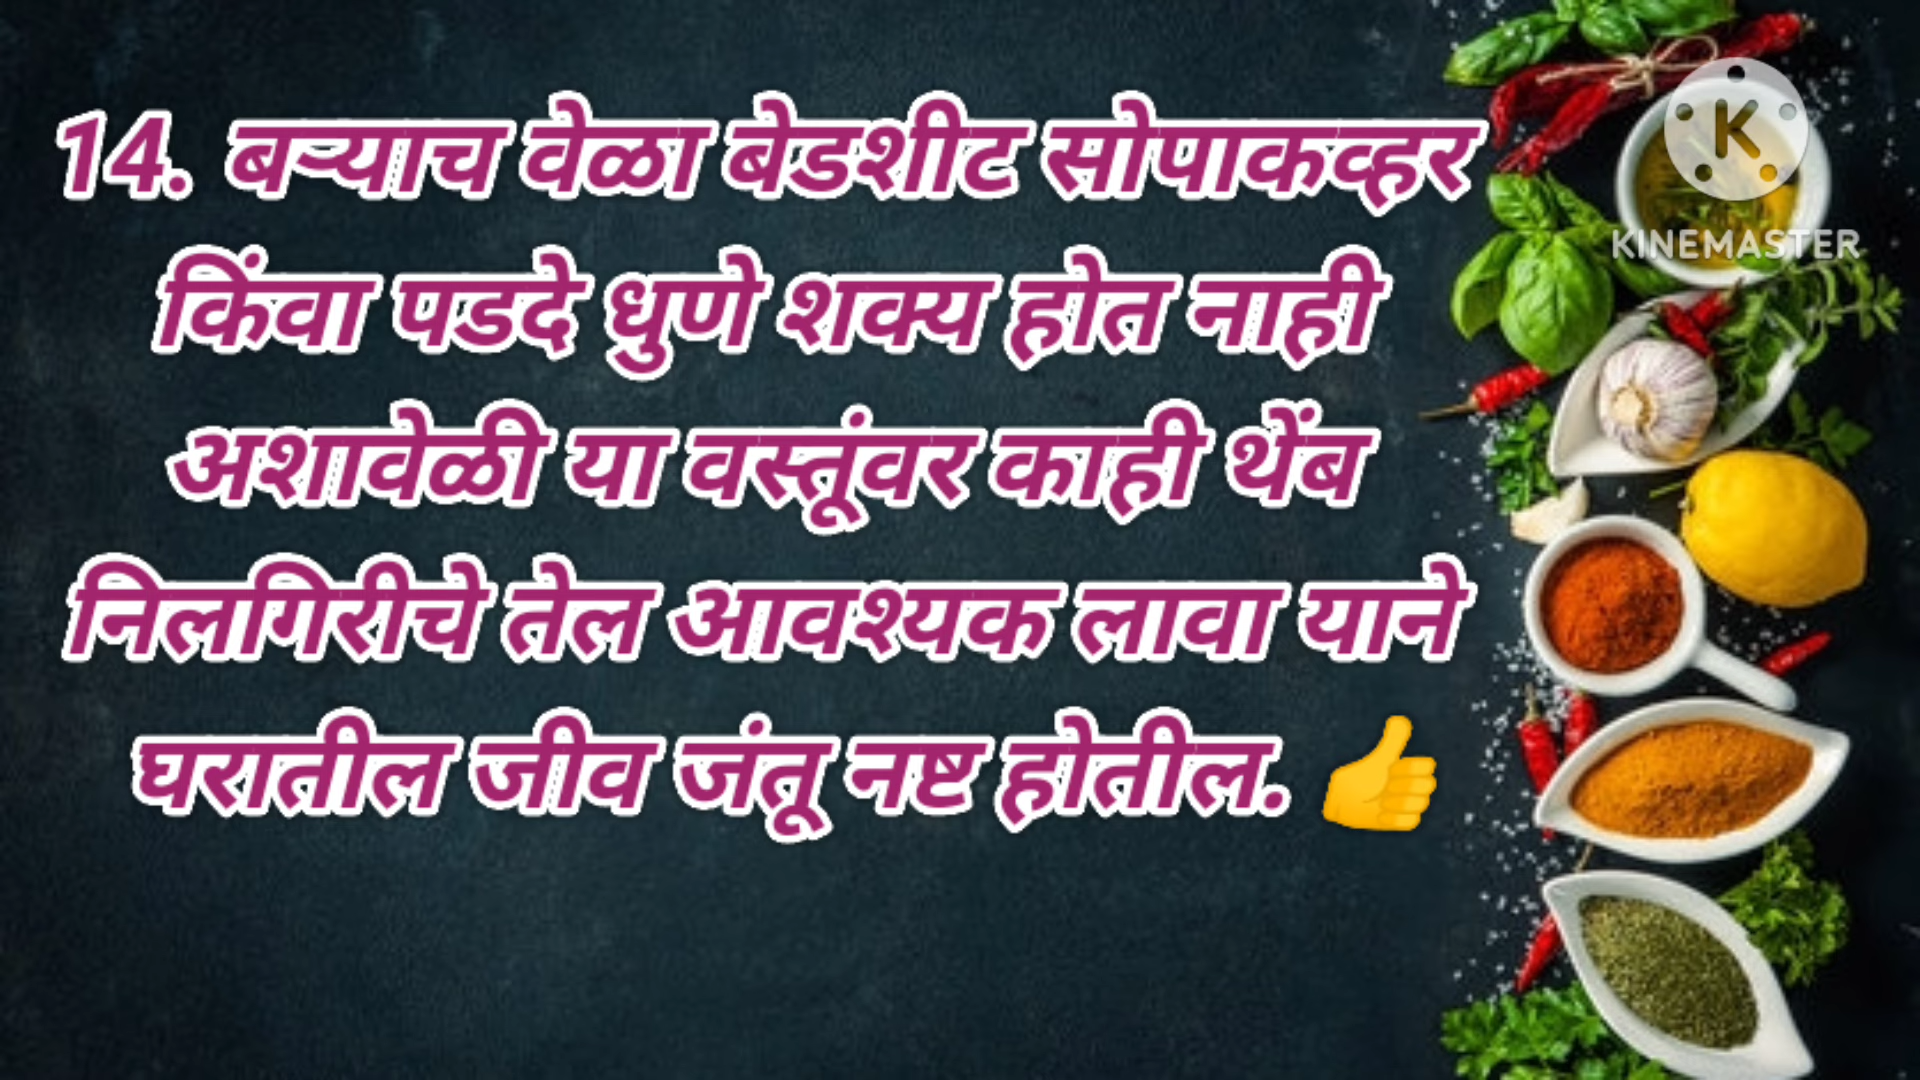 14. बऱ्याच वेळा बेडशीट सोपाकव्हर
किंवा पडदे धुणे शक्य होत नाही
अशावेळी या वस्तूंवर काही थेंब
निलगिरीचे तेल आवश्यक लावा याने
घरातील जीव जंतू नष्ट होतील. 👍
K
KINEMASTER